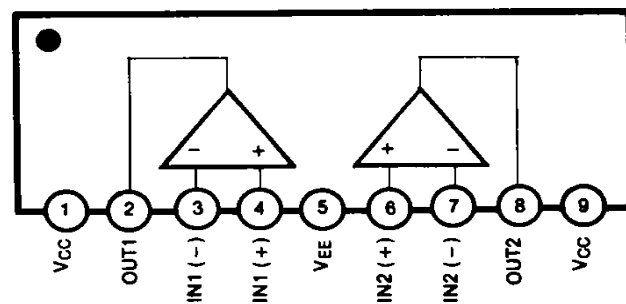 - + + -
1 2 3 4 5 6 7 8 9
VCC OUT1 IN1 (-) IN1 (+) VEE IN2 (+) IN2 (-) OUT2 VCC